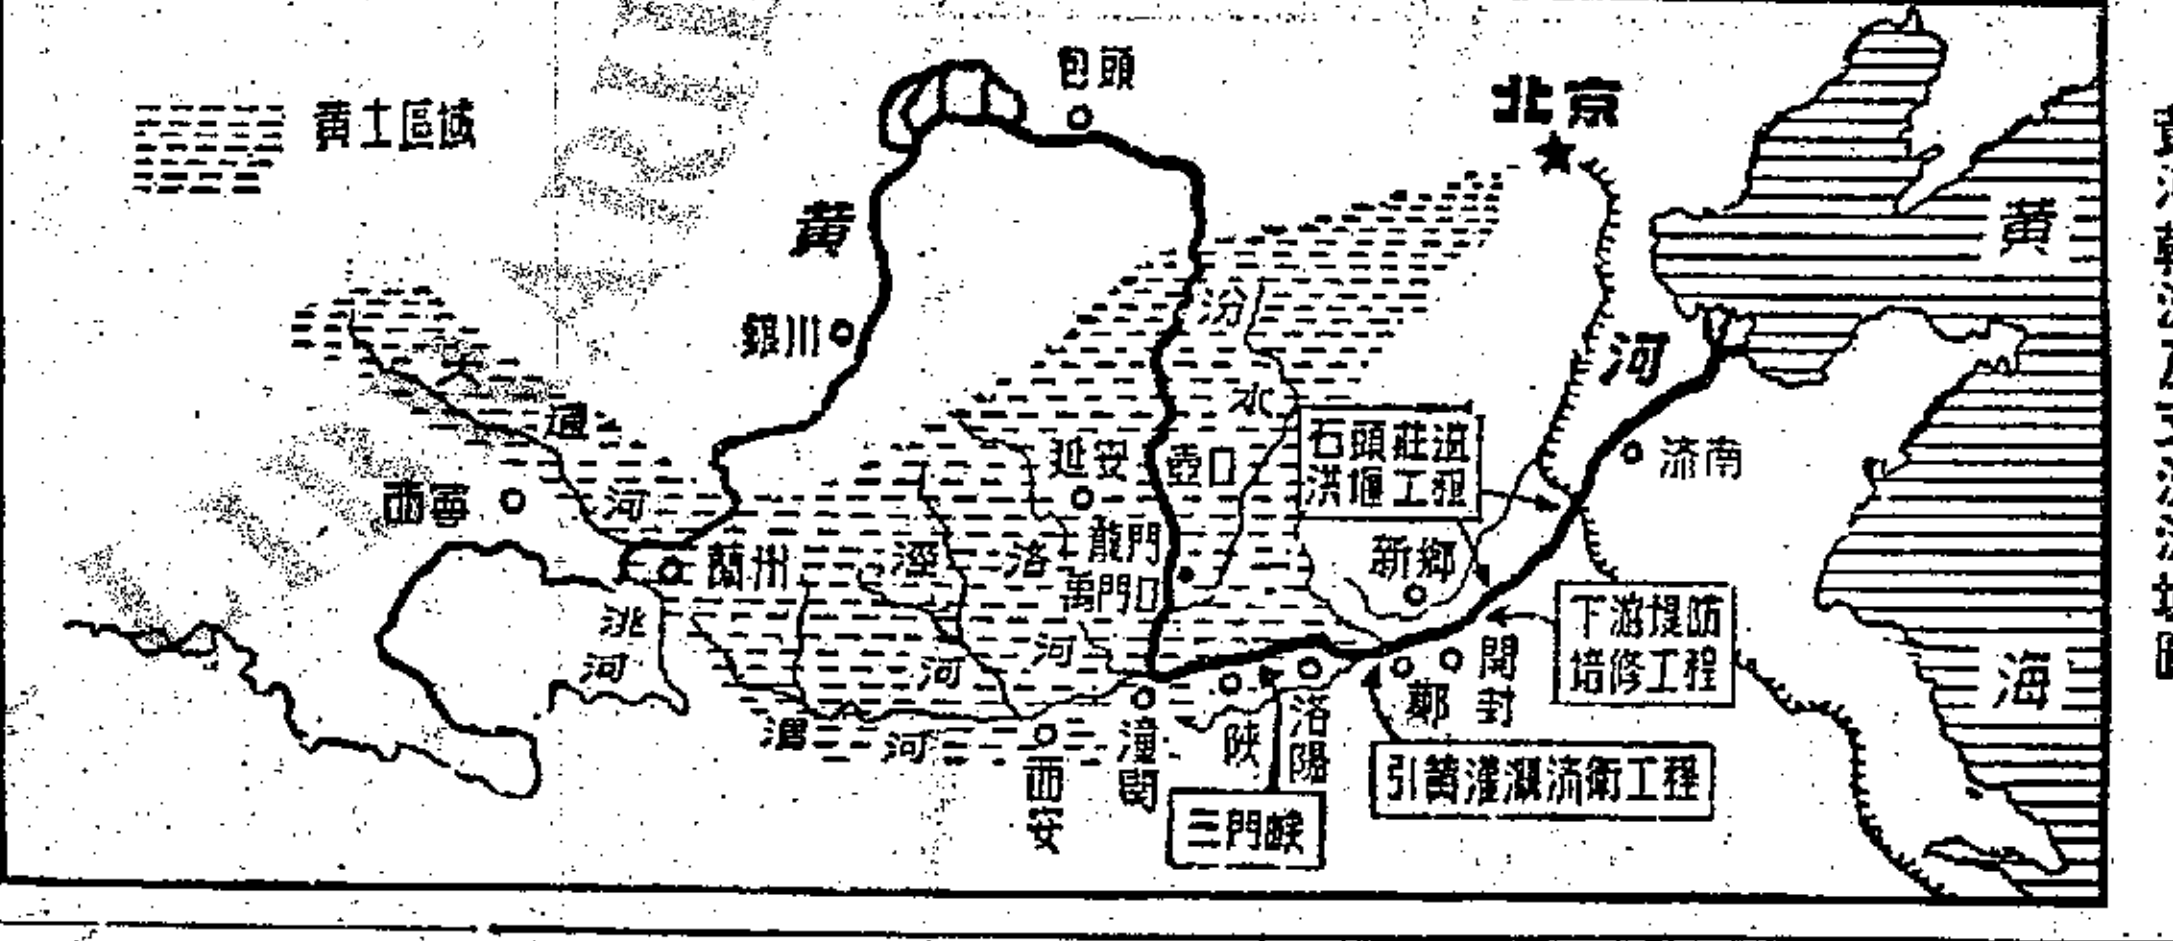 黃土區域
包頭
北京
黃
銀川
河
黃
海
大
通
河
西寧
蘭州
洮
河
渭
河
涇
河
洛
河
延安
壺口
龍門
禹門口
汾
水
石頭莊溢
洪堰工程
濟南
新鄉
下游堤防
培修工程
開封
鄭
洛陽
陝
潼關
西安
三門峽
引黃灌溉濟衛工程